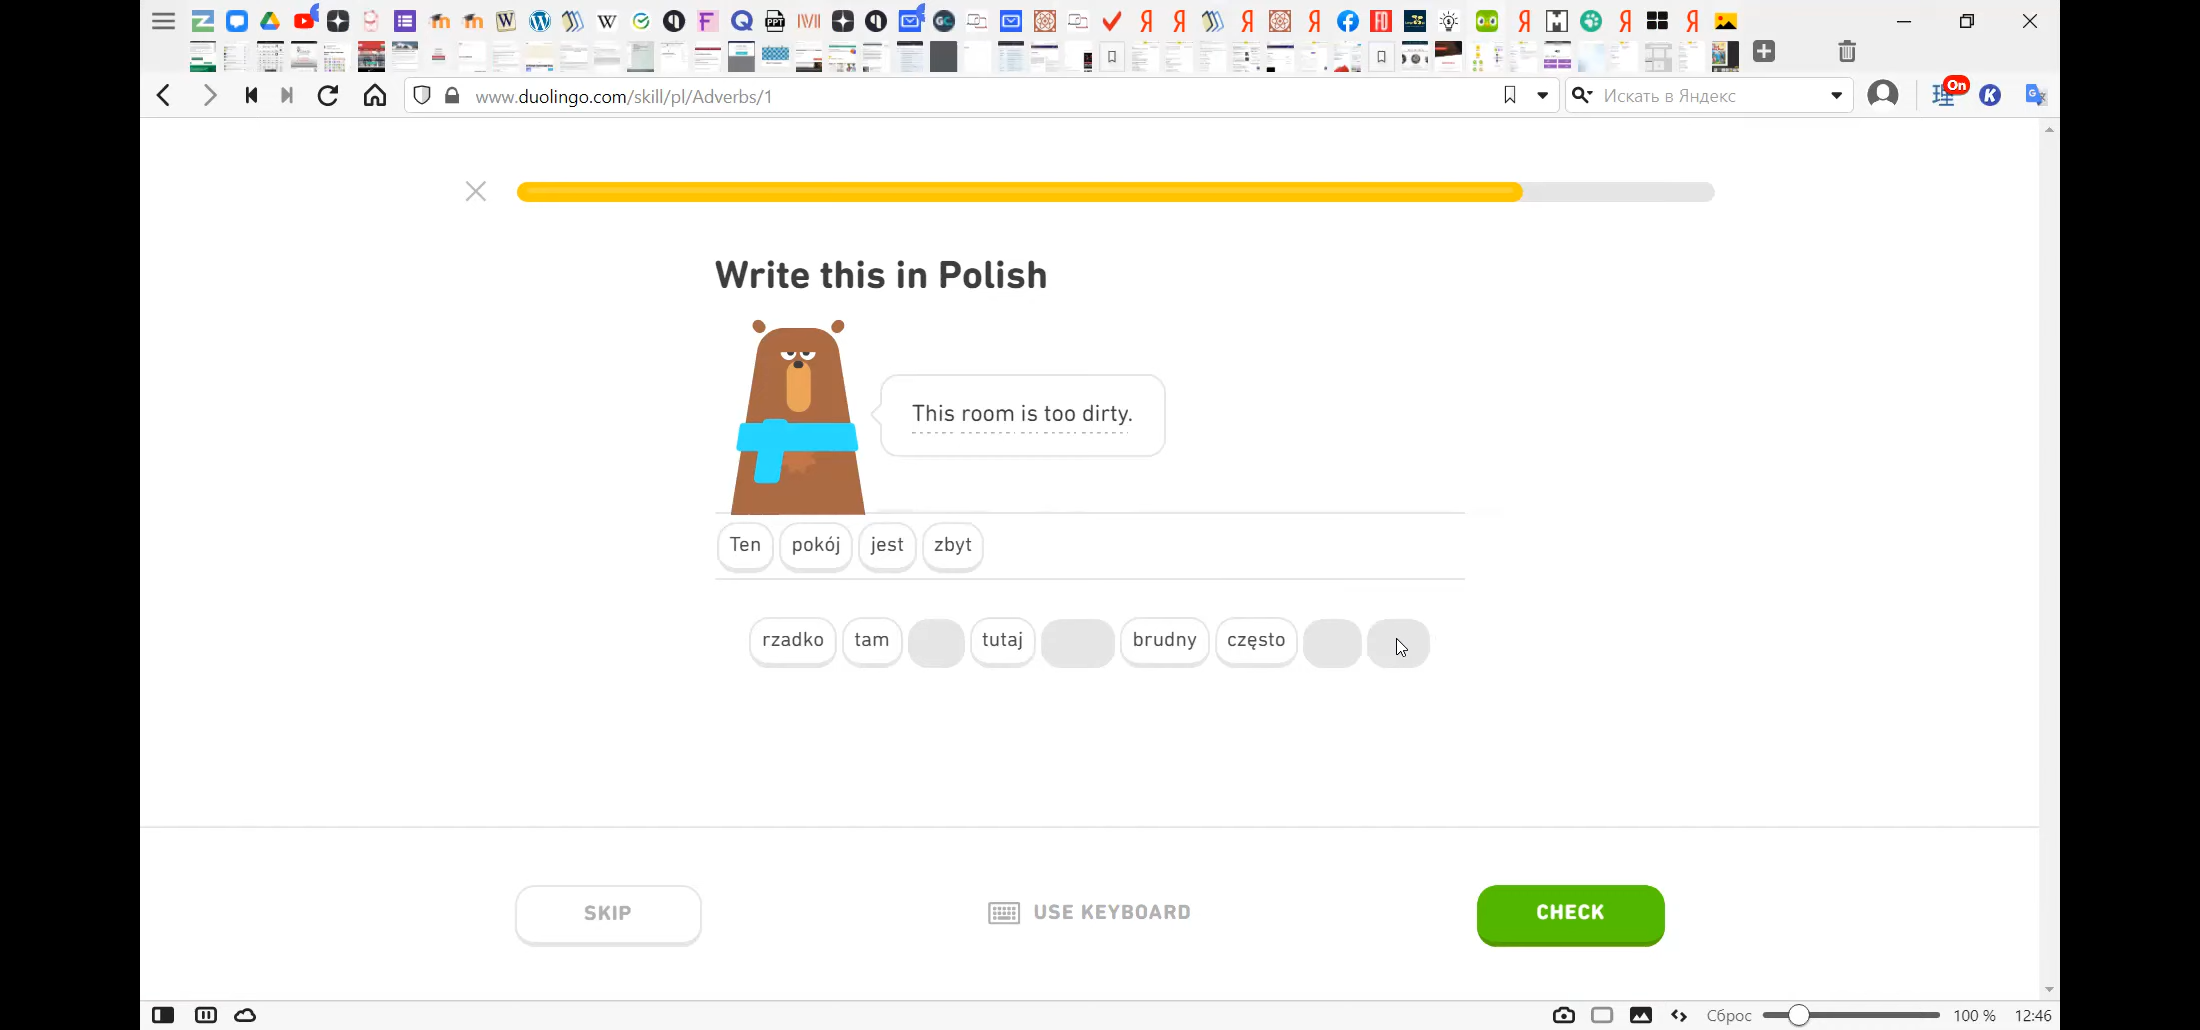 On
www.duolingo.com/skill/pl/Adverbs/1
Искать в Яндекс
Write this in Polish
This room is too dirty.
Ten pokój jest zbyt
rzadko tam tutaj brudny często
SKIP
USE KEYBOARD
CHECK
Сброс
100 %
12:46